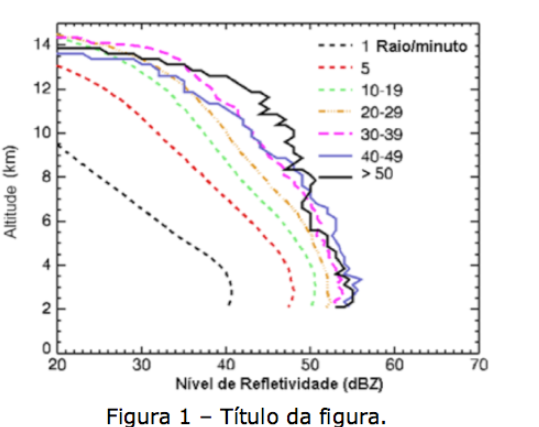 14
12
10
8
6
4
2
0
Altitude (km)
1 Raio/minuto
5
10-19
20-29
30-39
40-49
> 50
20 30 40 50 60 70
Nível de Refletividade (dBZ)
Figura 1 – Título da figura.